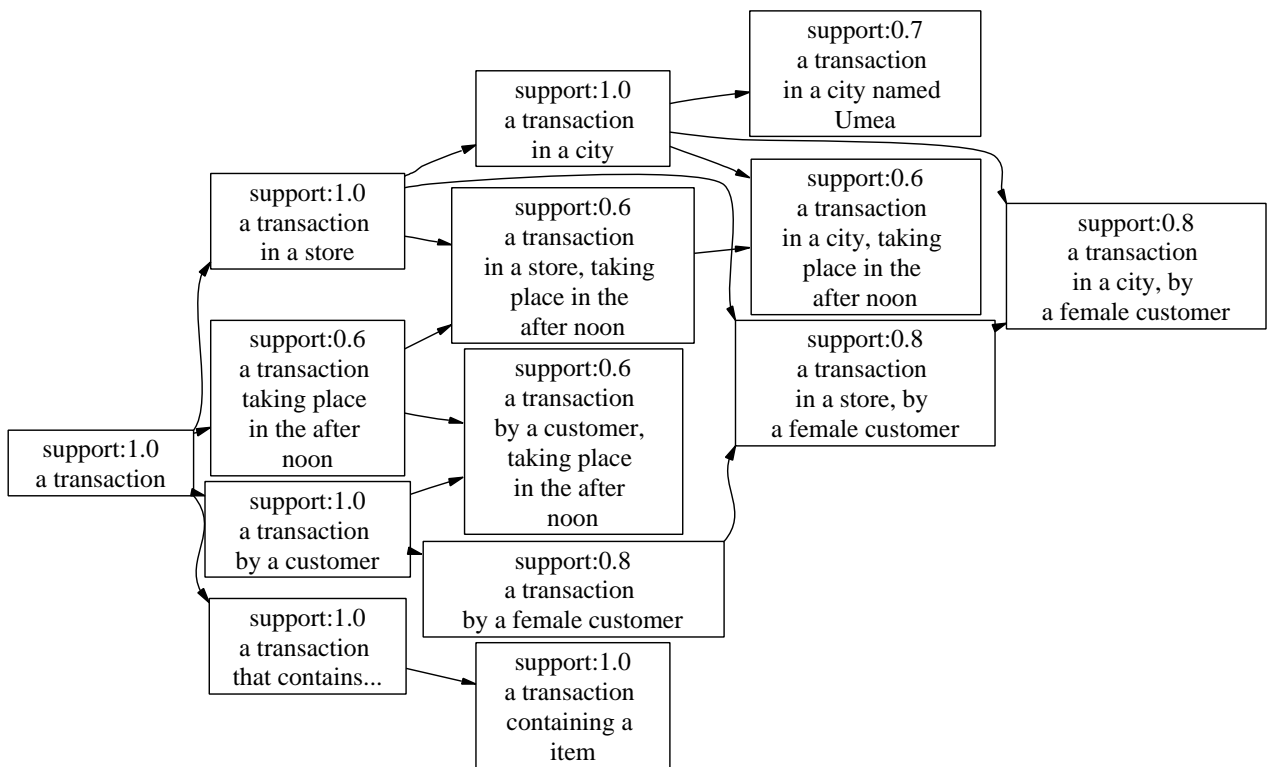 support:0.7
a transaction
in a city named
Umea
support:1.0
a transaction
in a city
support:0.6
a transaction
in a city, taking
place in the
after noon
support:1.0
a transaction
in a store
support:0.6
a transaction
in a store, taking
place in the
after noon
support:0.8
a transaction
in a city, by
a female customer
support:0.6
a transaction
taking place
in the after
noon
support:0.8
a transaction
in a store, by
a female customer
support:0.6
a transaction
by a customer,
taking place
in the after
noon
support:1.0
a transaction
support:1.0
a transaction
by a customer
support:0.8
a transaction
by a female customer
support:1.0
a transaction
that contains...
support:1.0
a transaction
containing a
item